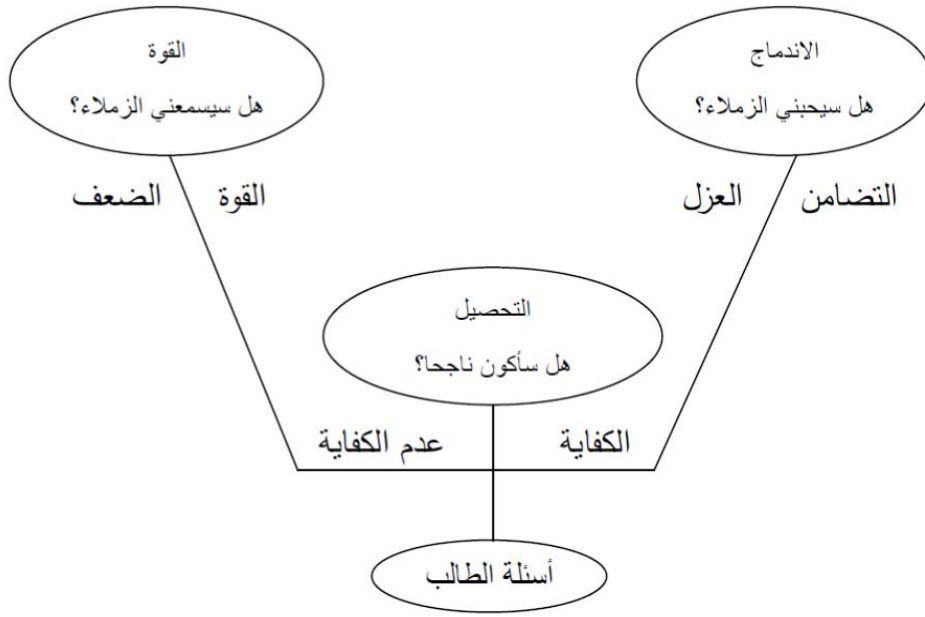 الاندماج
هل سيحبني الزملاء؟
القوة
هل سيسمعني الزملاء؟
التضامن
العزل
القوة
الضعف
التحصيل
هل سأكون ناجحا؟
الكفاية
عدم الكفاية
أسئلة الطالب